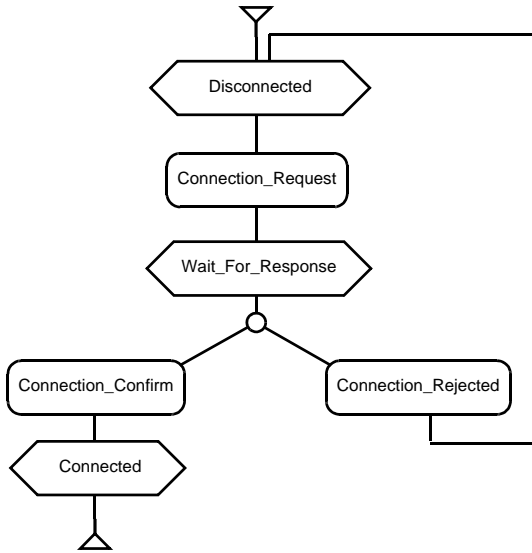 Disconnected
Connection_Request
Wait_For_Response
Connection_Confirm
Connection_Rejected
Connected